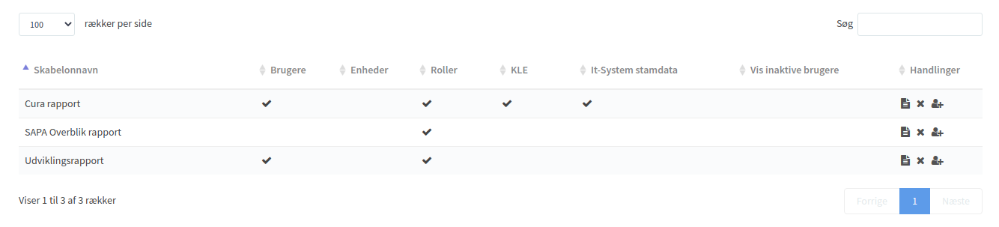 100 rækker per side Søg
Skabelonnavn Brugere Enheder Roller KLE It-System stamdata Vis inaktive brugere Handlinger
Cura rapport
SAPA Overblik rapport
Udviklingsrapport
Viser 1 til 3 af 3 rækker Forrige 1 Næste